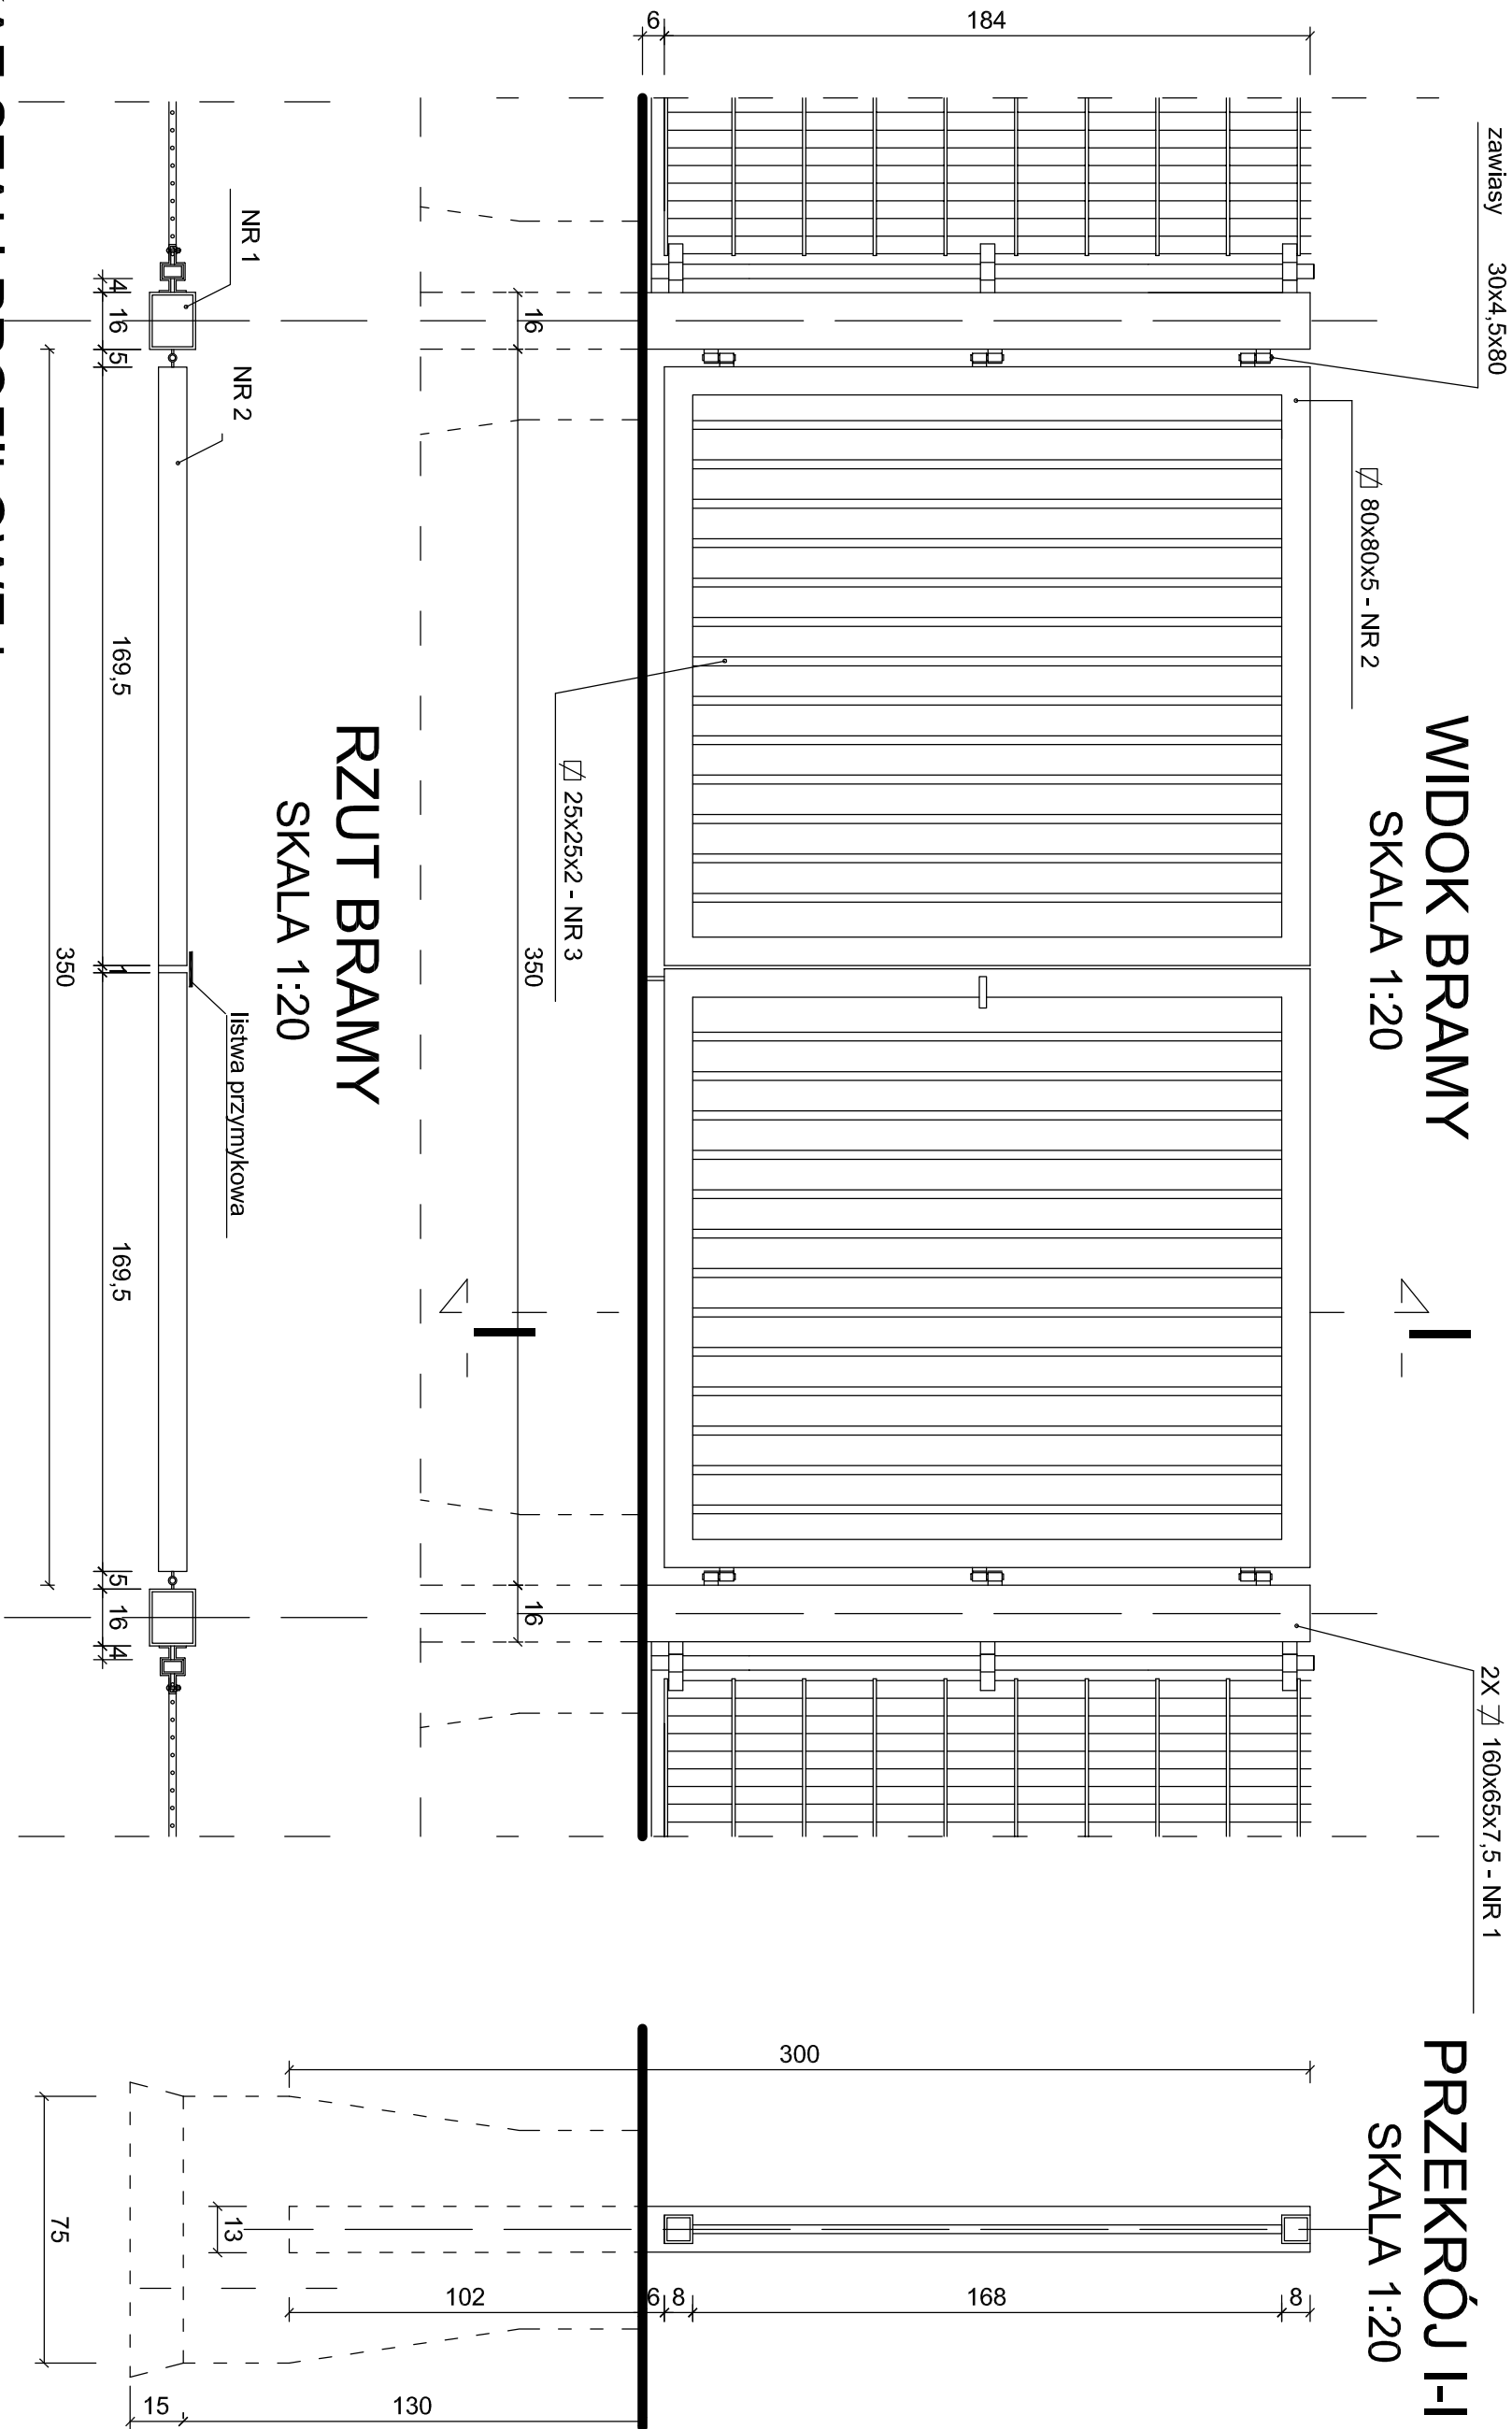 WIDOK BRAMY
SKALA 1:20
zawiasy 30x4,5x80
80x80x5 - NR 2
2X 160x65x7,5 - NR 1
184
6
25x25x2 - NR 3
16
350
16
RZUT BRAMY
SKALA 1:20
NR 1
NR 2
listwa przymykowa
4
16
5
169,5
1
169,5
5
16
4
350
PRZEKRÓJ I-I
SKALA 1:20
300
8
168
8
6
102
13
75
130
15